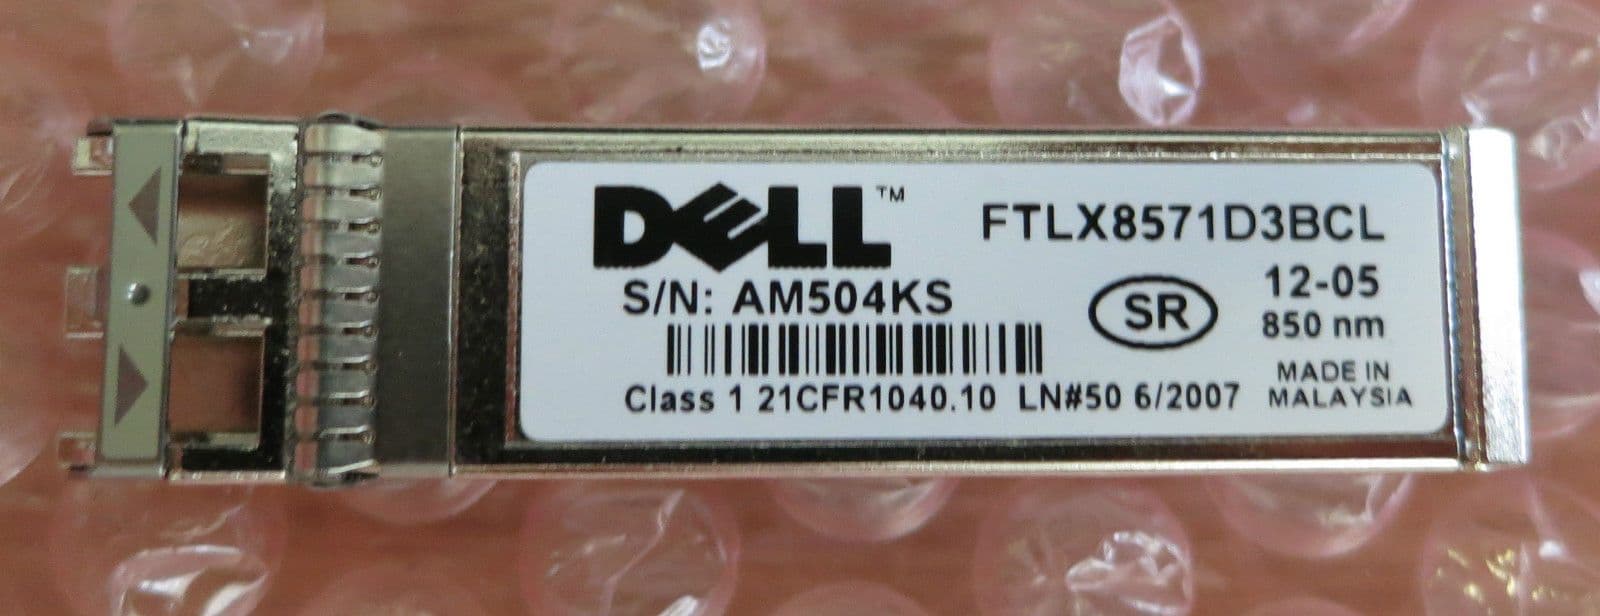 DELL™
FTLX8571D3BCL
S/N: AM504KS
SR
12-05
850 nm
Class 1 21CFR1040.10 LN#50 6/2007
MADE IN
MALAYSIA